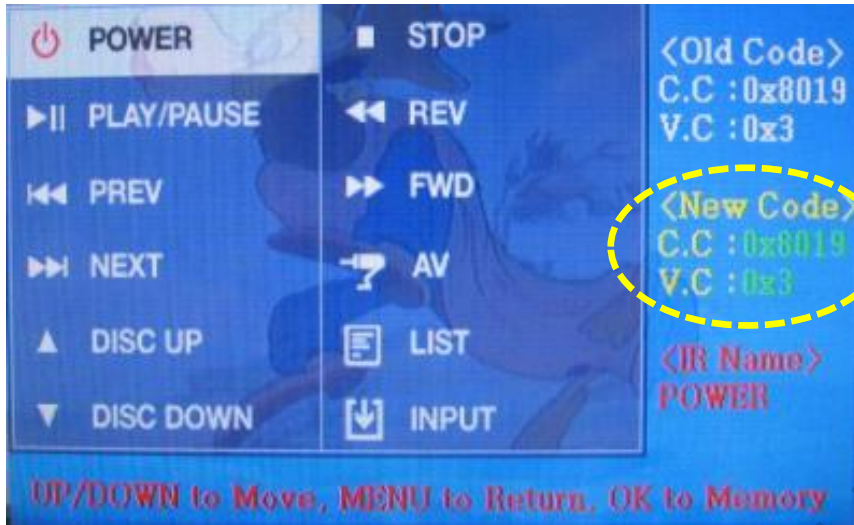 POWER
PLAY/PAUSE
PREV
NEXT
DISC UP
DISC DOWN
STOP
REV
FWD
AV
LIST
INPUT
<Old Code>
C.C :0x8019
V.C :0x3
<New Code>
C.C :0x8019
V.C :0x3
<IR Name>
POWER
UP/DOWN to Move, MENU to Return, OK to Memory